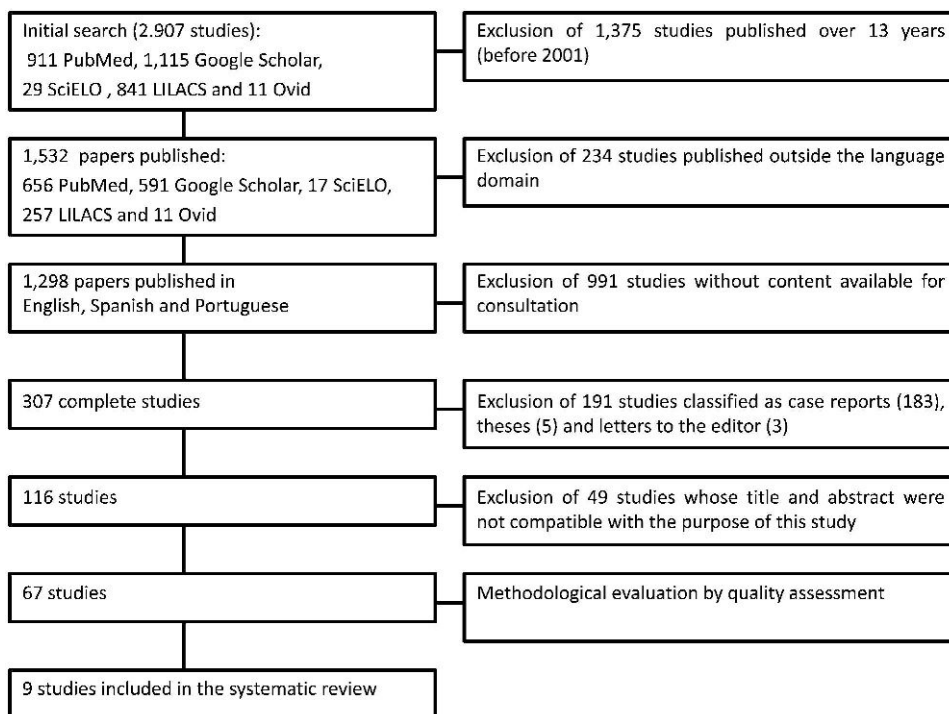 Initial search (2.907 studies):
911 PubMed, 1,115 Google Scholar,
29 SciELO , 841 LILACS and 11 Ovid
Exclusion of 1,375 studies published over 13 years
(before 2001)
1,532 papers published:
656 PubMed, 591 Google Scholar, 17 SciELO,
257 LILACS and 11 Ovid
Exclusion of 234 studies published outside the language
domain
1,298 papers published in
English, Spanish and Portuguese
Exclusion of 991 studies without content available for
consultation
307 complete studies
Exclusion of 191 studies classified as case reports (183),
theses (5) and letters to the editor (3)
116 studies
Exclusion of 49 studies whose title and abstract were
not compatible with the purpose of this study
67 studies
Methodological evaluation by quality assessment
9 studies included in the systematic review